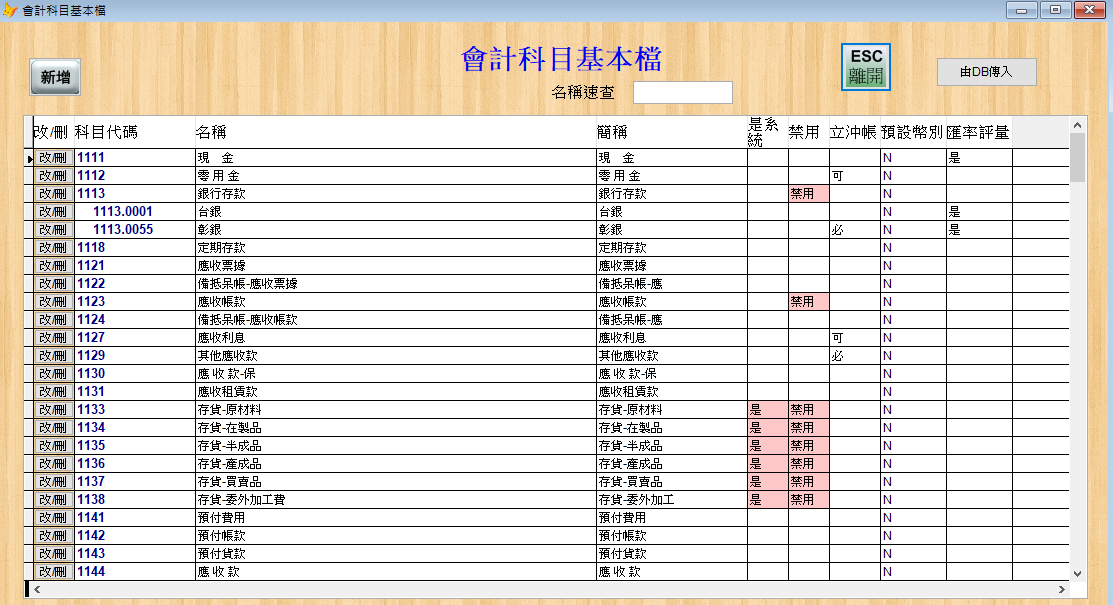 會計科目基本檔
會計科目基本檔
新增
名稱速查
ESC
離開
由DB傳入
改/刪 科目代碼 名稱 簡稱 是系統 禁用 立沖帳 預設幣別 匯率評量
改/刪 1111 現　金 現　金 N 是
改/刪 1112 零 用 金 零 用 金 可 N
改/刪 1113 銀行存款 銀行存款 禁用 N
改/刪 1113.0001 台銀 台銀 N 是
改/刪 1113.0055 彰銀 彰銀 必 N 是
改/刪 1118 定期存款 定期存款 N
改/刪 1121 應收票據 應收票據 N
改/刪 1122 備抵呆帳-應收票據 備抵呆帳-應 N
改/刪 1123 應收帳款 應收帳款 禁用 N
改/刪 1124 備抵呆帳-應收帳款 備抵呆帳-應 N
改/刪 1127 應收利息 應收利息 可 N
改/刪 1129 其他應收款 其他應收款 必 N
改/刪 1130 應 收 款-保 應 收 款-保 N
改/刪 1131 應收租賃款 應收租賃款 N
改/刪 1133 存貨-原材料 存貨-原材料 是 禁用 N
改/刪 1134 存貨-在製品 存貨-在製品 是 禁用 N
改/刪 1135 存貨-半成品 存貨-半成品 是 禁用 N
改/刪 1136 存貨-產成品 存貨-產成品 是 禁用 N
改/刪 1137 存貨-買賣品 存貨-買賣品 是 禁用 N
改/刪 1138 存貨-委外加工費 存貨-委外加工 是 禁用 N
改/刪 1141 預付費用 預付費用 N
改/刪 1142 預付帳款 預付帳款 N
改/刪 1143 預付貨款 預付貨款 N
改/刪 1144 應 收 款 應 收 款 N